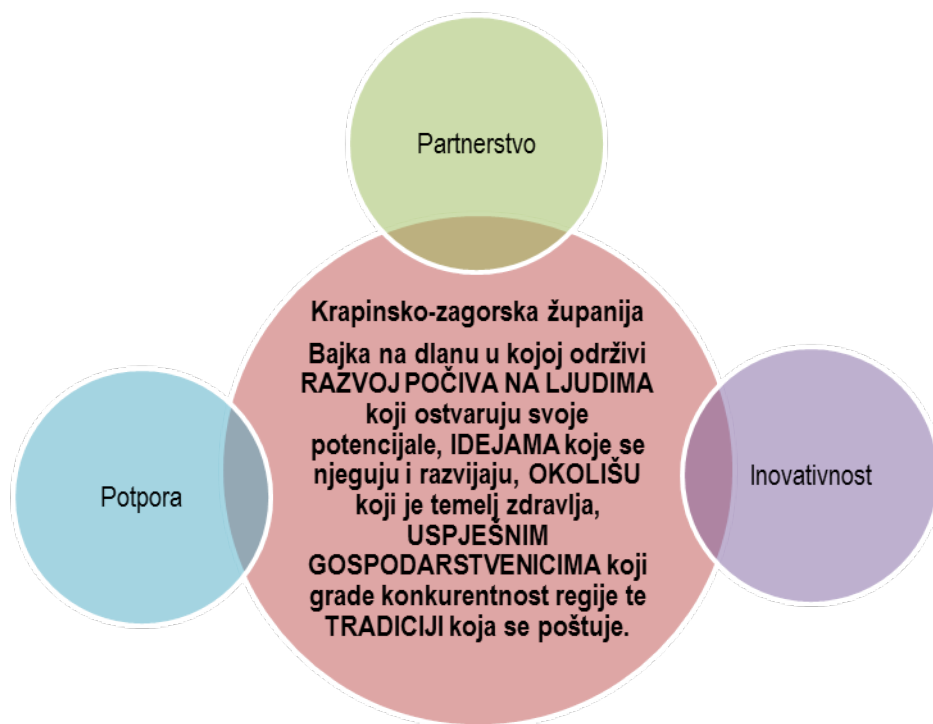 Partnerstvo
Krapinsko-zagorska županija
Bajka na dlanu u kojoj održivi
RAZVOJ POČIVA NA LJUDIMA
koji ostvaruju svoje
potencijale, IDEJAMA koje se
njeguju i razvijaju, OKOLIŠU
koji je temelj zdravlja,
USPJEŠNIM
GOSPODARSTVENICIMA koji
grade konkurentnost regije te
TRADICIJI koja se poštuje.
Potpora
Inovativnost